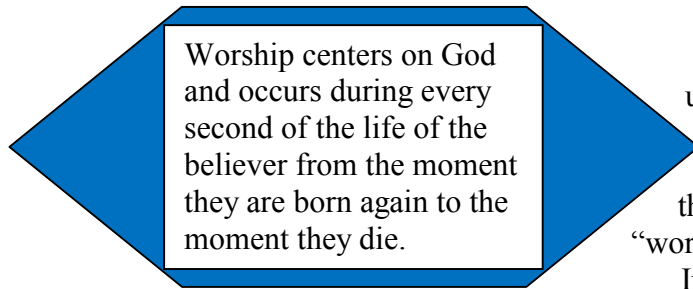 Worship centers on God
and occurs during every
second of the life of the
believer from the moment
they are born again to the
moment they die.